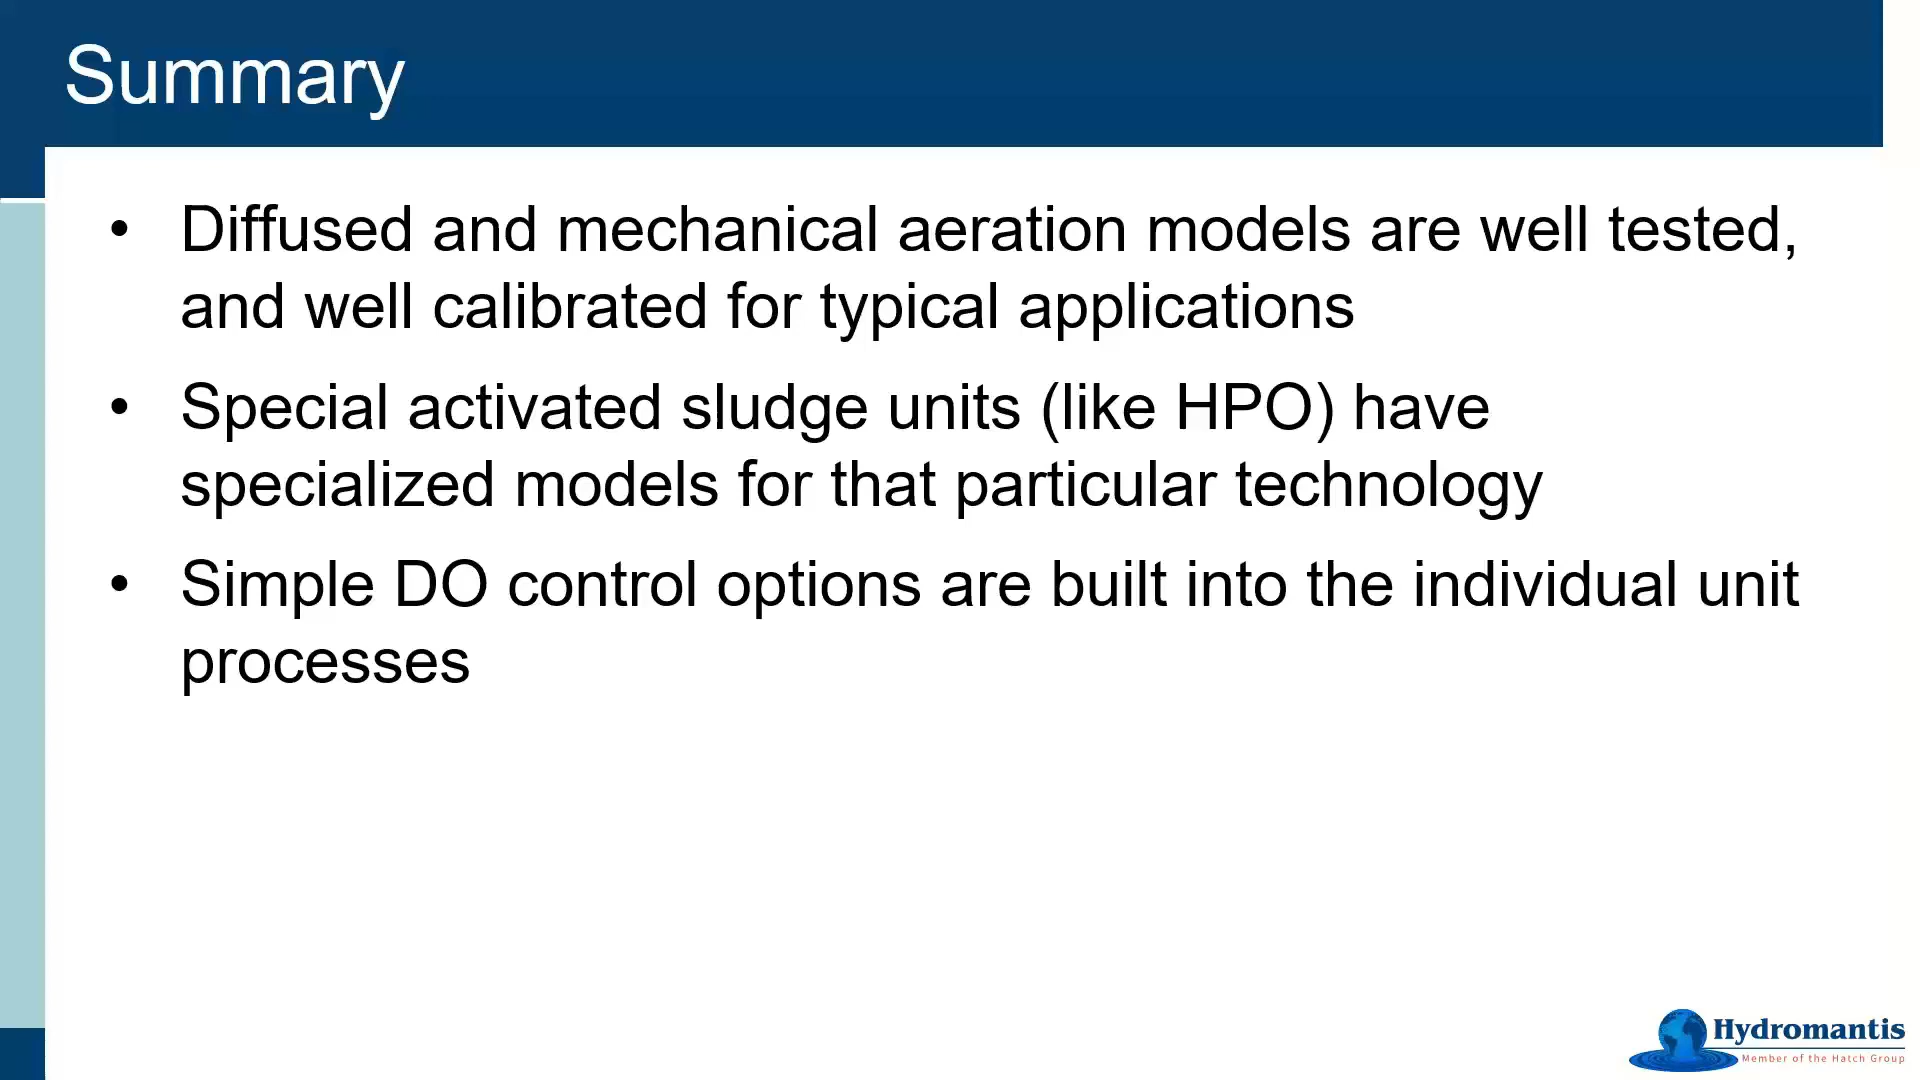 Summary
• Diffused and mechanical aeration models are well tested,
and well calibrated for typical applications
• Special activated sludge units (like HPO) have
specialized models for that particular technology
• Simple DO control options are built into the individual unit
processes
Hydromantis
Member of the Hatch Group